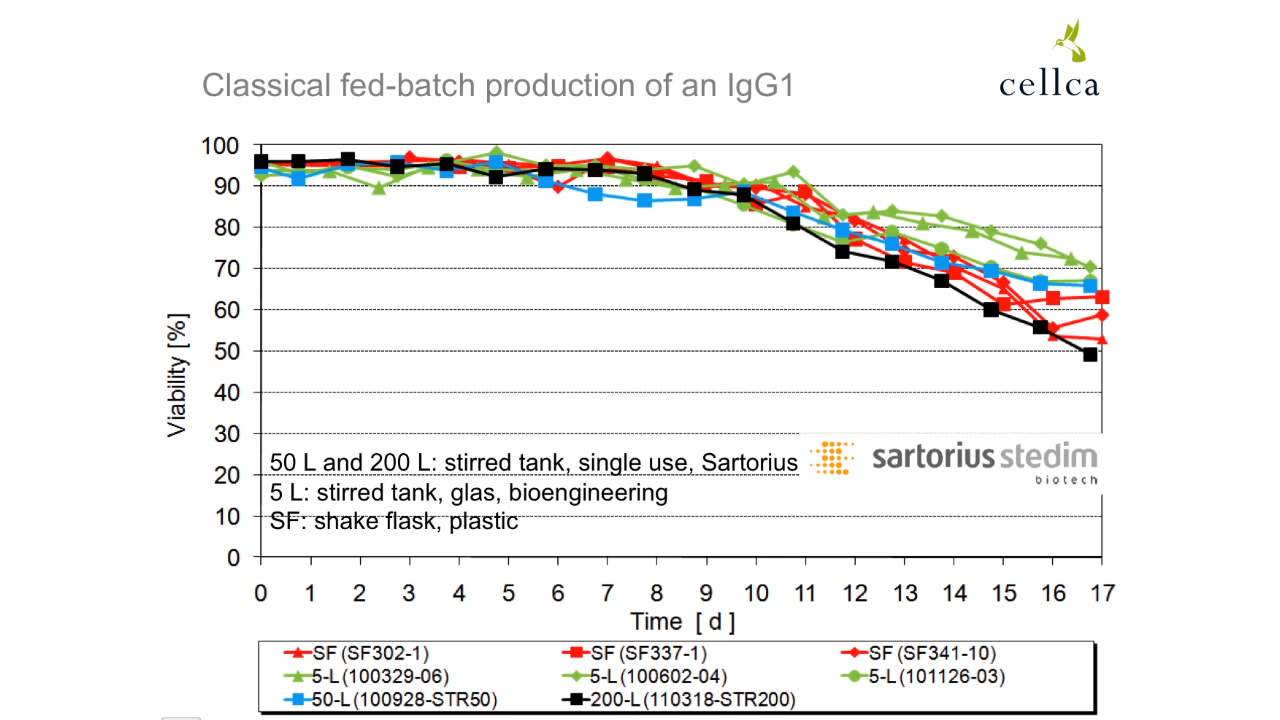 Classical fed-batch production of an IgG1
cellca
100
90
80
70
60
50
40
30
20
10
0
Viability [%]
50 L and 200 L: stirred tank, single use, Sartorius
5 L: stirred tank, glas, bioengineering
SF: shake flask, plastic
sartorius stedim
biotech
0 1 2 3 4 5 6 7 8 9 10 11 12 13 14 15 16 17
Time [ d ]
SF (SF302-1) SF (SF337-1) SF (SF341-10)
5-L (100329-06) 5-L (100602-04) 5-L (101126-03)
50-L (100928-STR50) 200-L (110318-STR200)